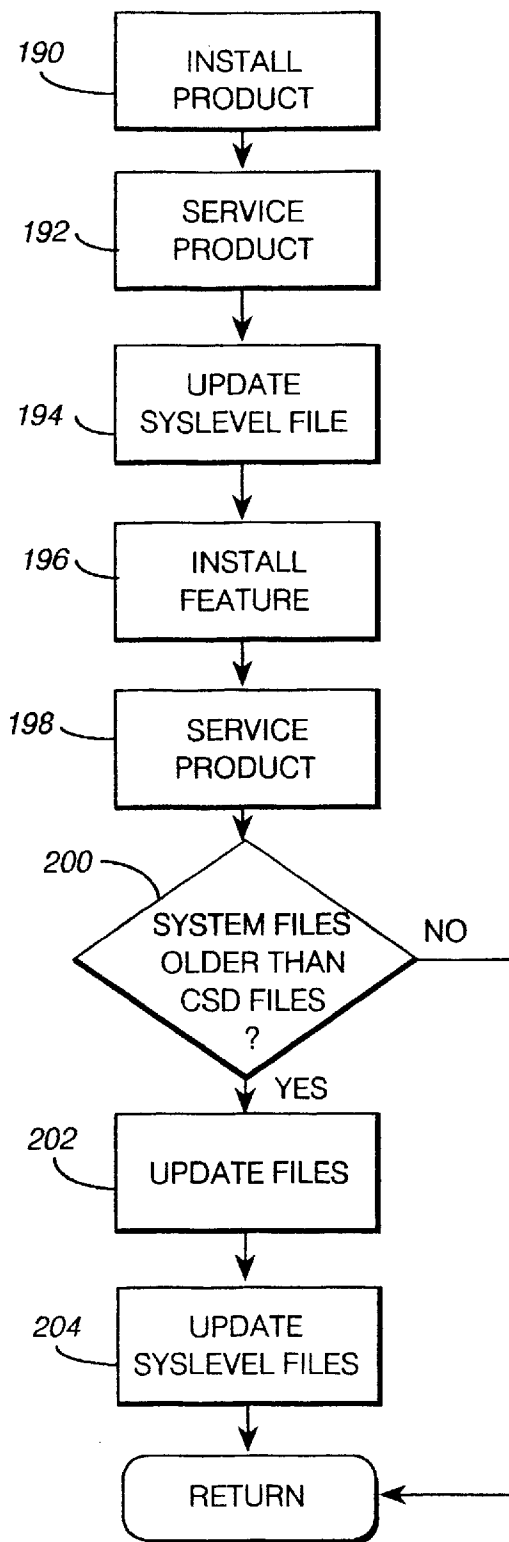 190
INSTALL
PRODUCT
192
SERVICE
PRODUCT
194
UPDATE
SYSLEVEL FILE
196
INSTALL
FEATURE
198
SERVICE
PRODUCT
200
SYSTEM FILES
OLDER THAN
CSD FILES
?
NO
YES
202
UPDATE FILES
204
UPDATE
SYSLEVEL FILES
RETURN